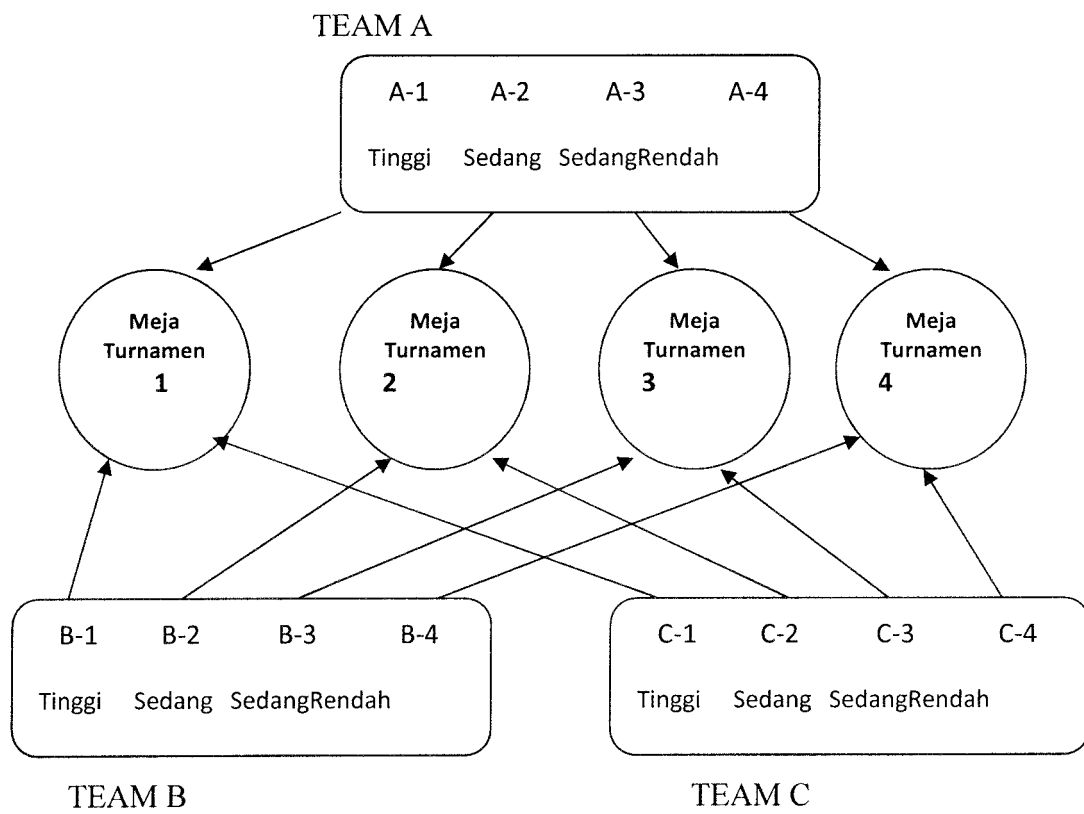 TEAM A
A-1 A-2 A-3 A-4
Tinggi Sedang SedangRendah
Meja
Turnamen
1
Meja
Turnamen
2
Meja
Turnamen
3
Meja
Turnamen
4
B-1 B-2 B-3 B-4
Tinggi Sedang SedangRendah
C-1 C-2 C-3 C-4
Tinggi Sedang SedangRendah
TEAM B
TEAM C